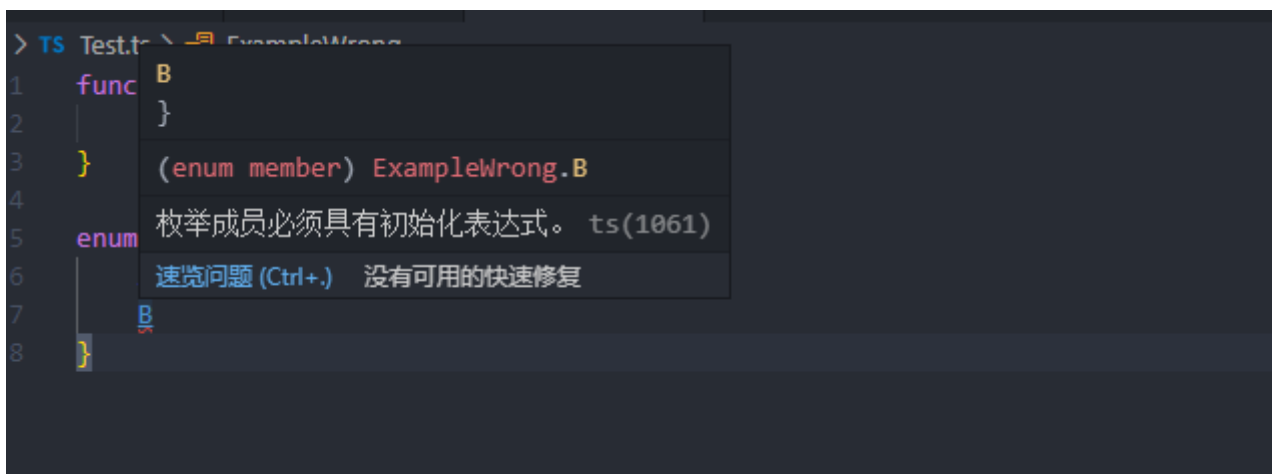 > TS Test.ts > ExampleWrong
1 func
2
3 }
4
5 enum
6
7 B
8 }
B
}
(enum member) ExampleWrong.B
枚举成员必须具有初始化表达式。 ts(1061)
速览问题 (Ctrl+.) 没有可用的快速修复